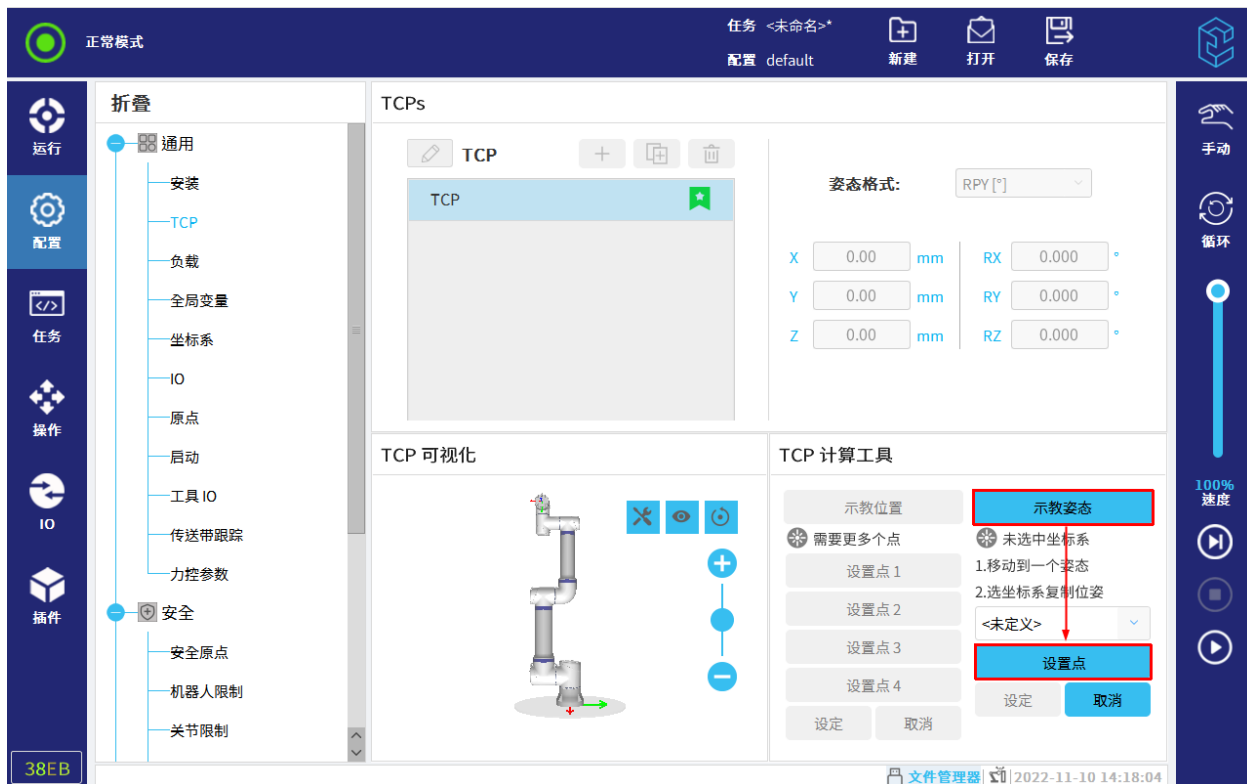 正常模式
任务 <未命名>*
配置 default
新建
打开
保存
运行
配置
任务
操作
IO
插件
38EB
折叠
通用
安装
TCP
负载
全局变量
坐标系
IO
原点
启动
工具 IO
传送带跟踪
力控参数
安全
安全原点
机器人限制
关节限制
TCPs
TCP
TCP
姿态格式:
RPY [°]
X 0.00 mm RX 0.000 °
Y 0.00 mm RY 0.000 °
Z 0.00 mm RZ 0.000 °
TCP 可视化
TCP 计算工具
示教位置
需要更多个点
设置点 1
设置点 2
设置点 3
设置点 4
设定 取消
示教姿态
未选中坐标系
1.移动到一个姿态
2.选坐标系复制位姿
<未定义>
设置点
设定 取消
手动
循环
100%
速度
文件管理器 2022-11-10 14:18:04